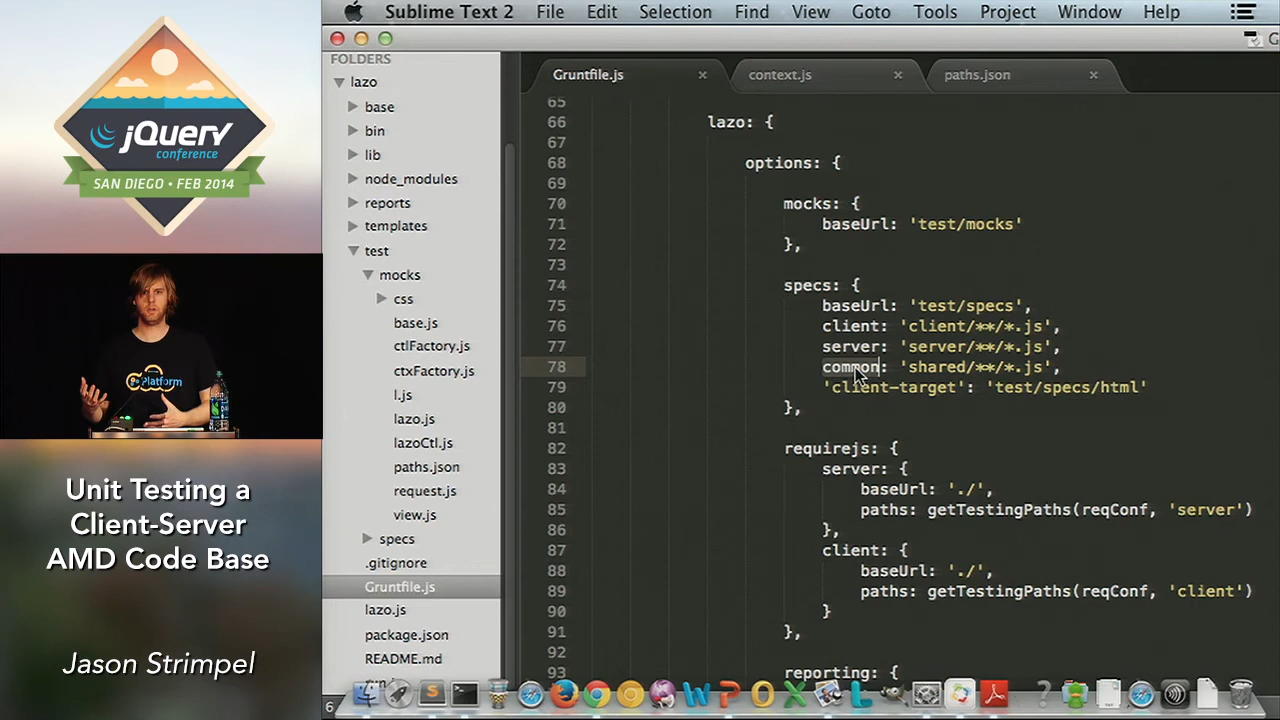 jQuery
conference
SAN DIEGO • FEB 2014
Platform
Unit Testing a
Client-Server
AMD Code Base
Jason Strimpel
Sublime Text 2 File Edit Selection Find View Goto Tools Project Window Help
FOLDERS
lazo
base
bin
lib
node_modules
reports
templates
test
mocks
css
base.js
ctlFactory.js
ctxFactory.js
l.js
lazo.js
lazoCtl.js
paths.json
request.js
view.js
specs
.gitignore
Gruntfile.js
lazo.js
package.json
README.md
Gruntfile.js × context.js × paths.json ×
65
66 lazo: {
67
68 options: {
69
70 mocks: {
71 baseUrl: 'test/mocks'
72 },
73
74 specs: {
75 baseUrl: 'test/specs',
76 client: 'client/**/*.js',
77 server: 'server/**/*.js',
78 common: 'shared/**/*.js',
79 'client-target': 'test/specs/html'
80 },
81
82 requirejs: {
83 server: {
84 baseUrl: './',
85 paths: getTestingPaths(reqConf, 'server')
86 },
87 client: {
88 baseUrl: './',
89 paths: getTestingPaths(reqConf, 'client')
90 }
91 },
92
93 reporting: {